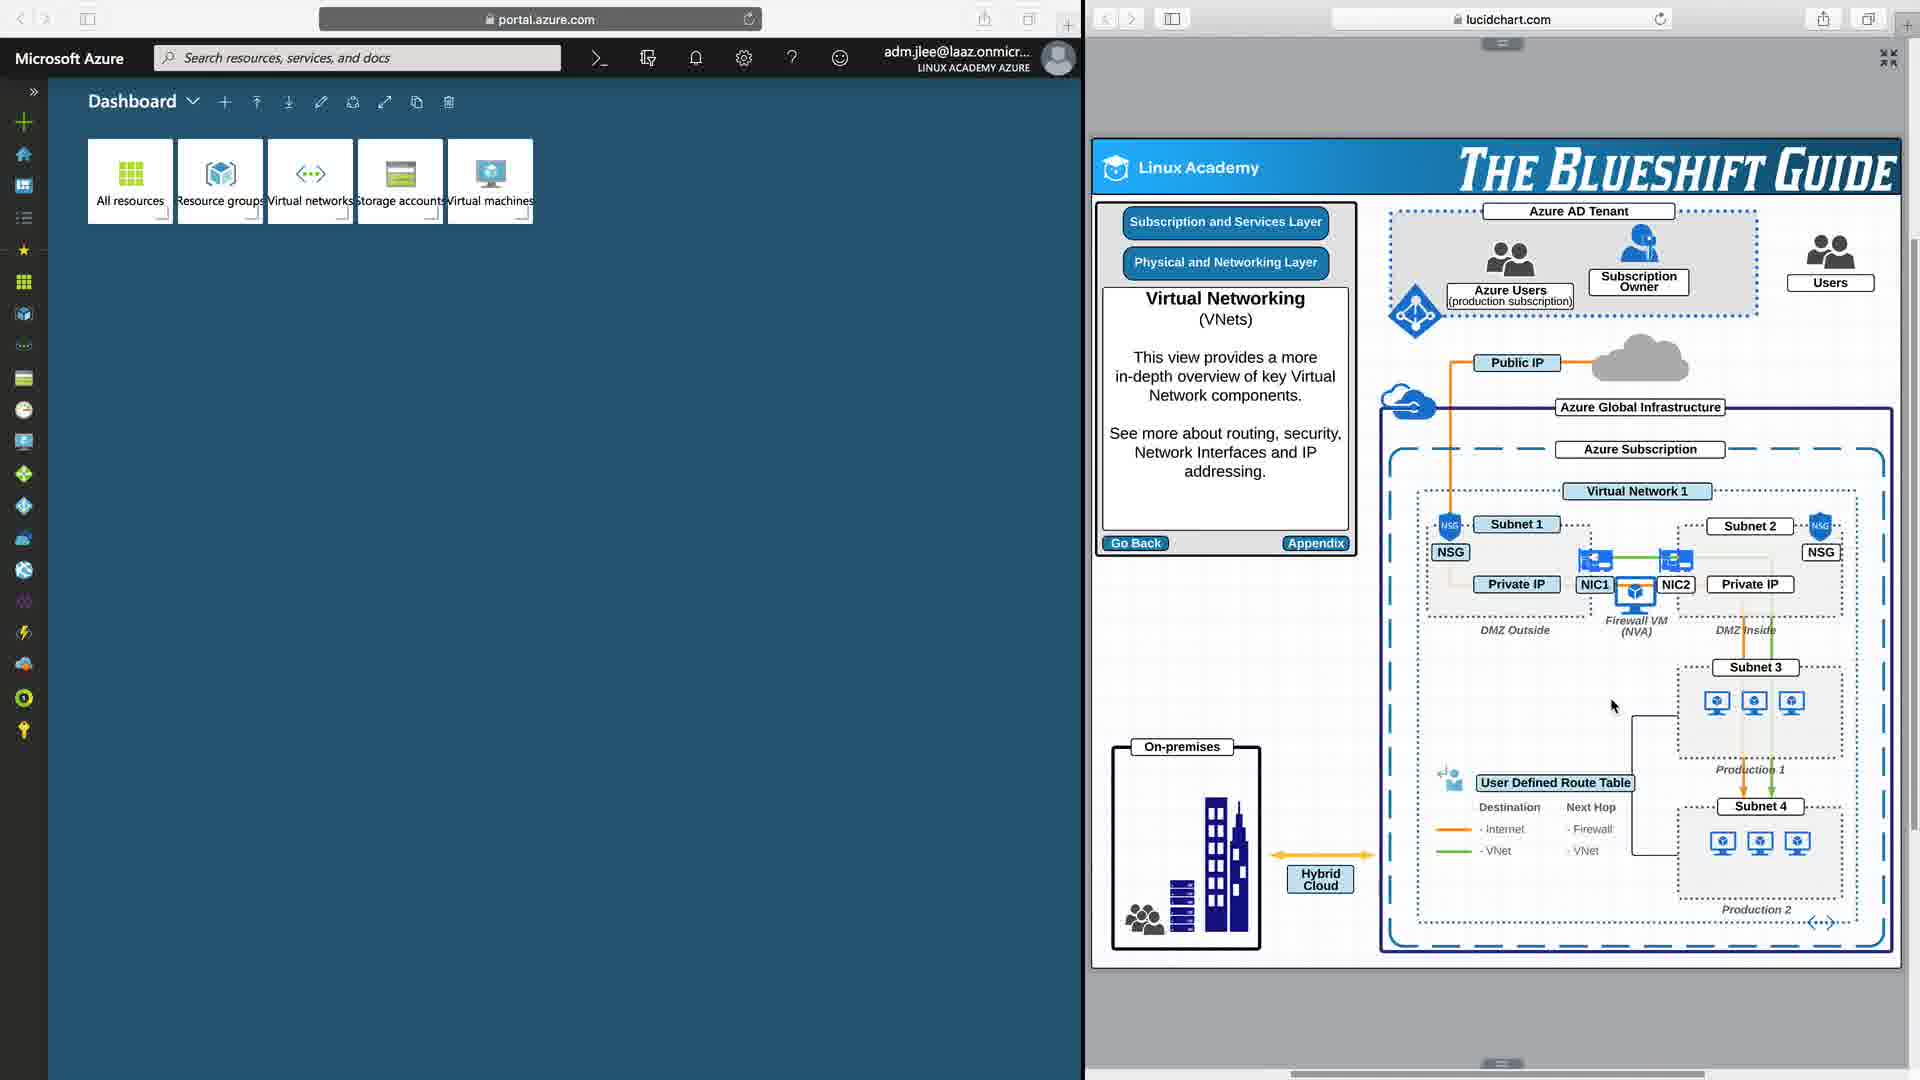 portal.azure.com
Microsoft Azure
Search resources, services, and docs
adm.jlee@laaz.onmicr...
LINUX ACADEMY AZURE
Dashboard
All resources
Resource groups
Virtual networks
Storage accounts
Virtual machines
lucidchart.com
Linux Academy
THE BLUESHIFT GUIDE
Subscription and Services Layer
Physical and Networking Layer
Virtual Networking
(VNets)
This view provides a more
in-depth overview of key Virtual
Network components.
See more about routing, security,
Network Interfaces and IP
addressing.
Go Back
Appendix
Azure AD Tenant
Azure Users
(production subscription)
Subscription
Owner
Users
Public IP
Azure Global Infrastructure
Azure Subscription
Virtual Network 1
NSG
Subnet 1
Subnet 2
NSG
NSG
NSG
Private IP
NIC1
NIC2
Private IP
Firewall VM
(NVA)
DMZ Outside
DMZ Inside
Subnet 3
Production 1
User Defined Route Table
Destination
Next Hop
- Internet
- Firewall
- VNet
- VNet
Subnet 4
Production 2
On-premises
Hybrid
Cloud